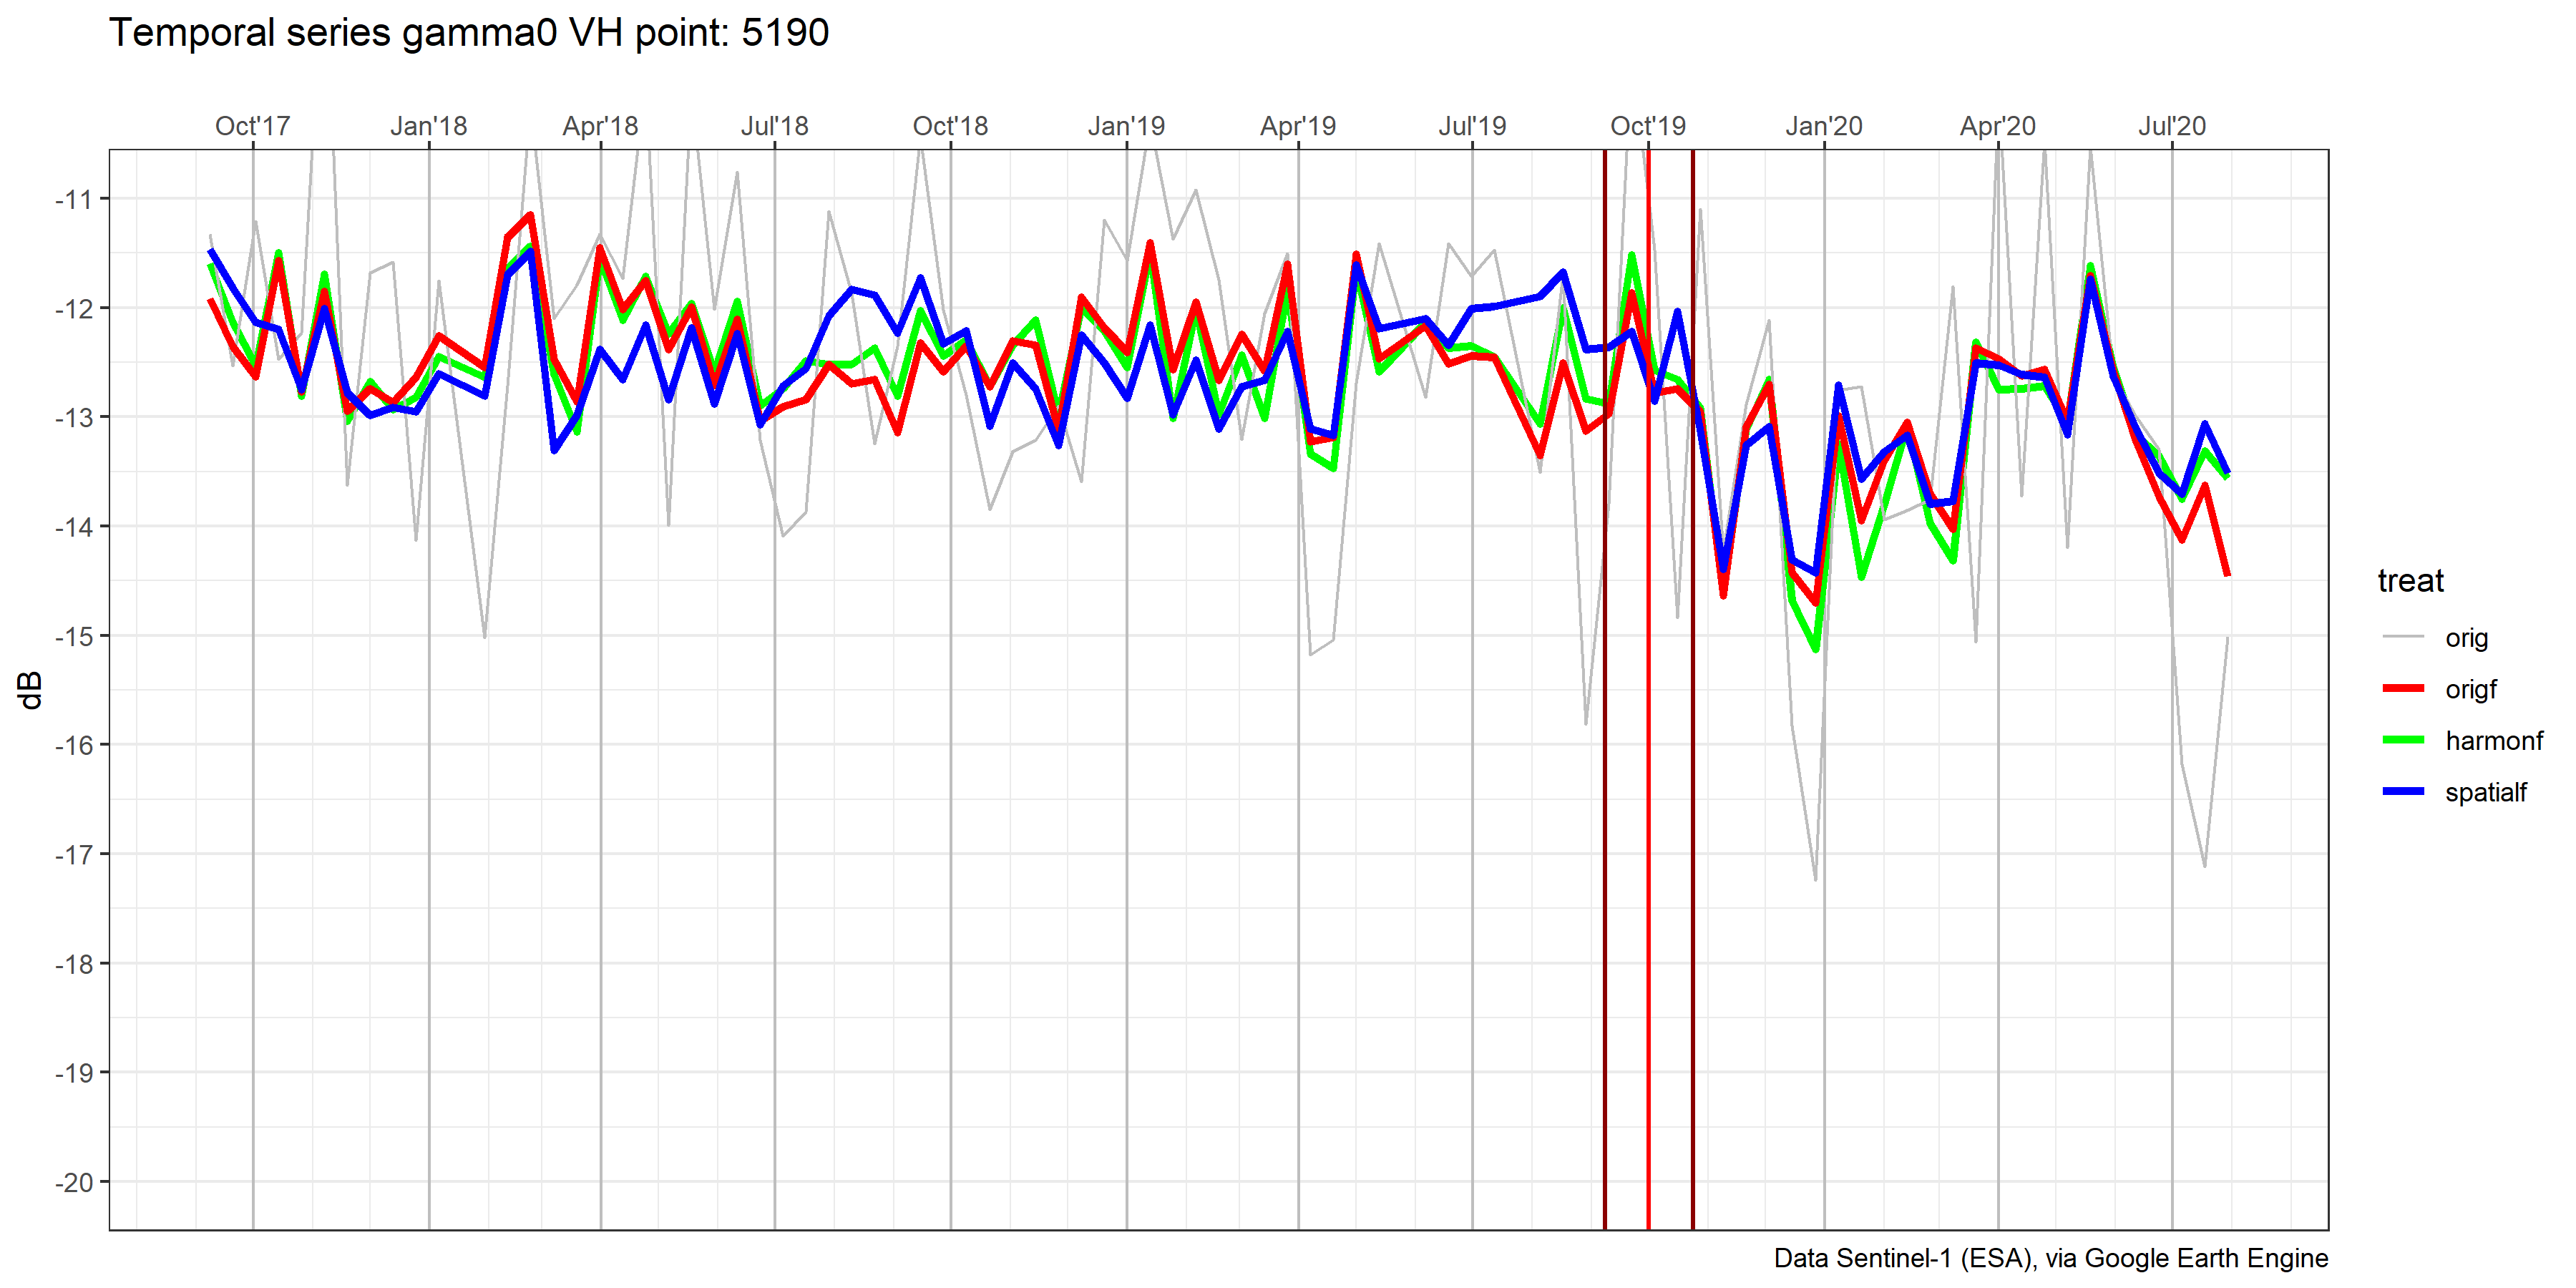 Temporal series gamma0 VH point: 5190
Oct'17 Jan'18 Apr'18 Jul'18 Oct'18 Jan'19 Apr'19 Jul'19 Oct'19 Jan'20 Apr'20 Jul'20
-11
-12
-13
-14
-15
-16
-17
-18
-19
-20
dB
treat
orig
origf
harmonf
spatialf
Data Sentinel-1 (ESA), via Google Earth Engine